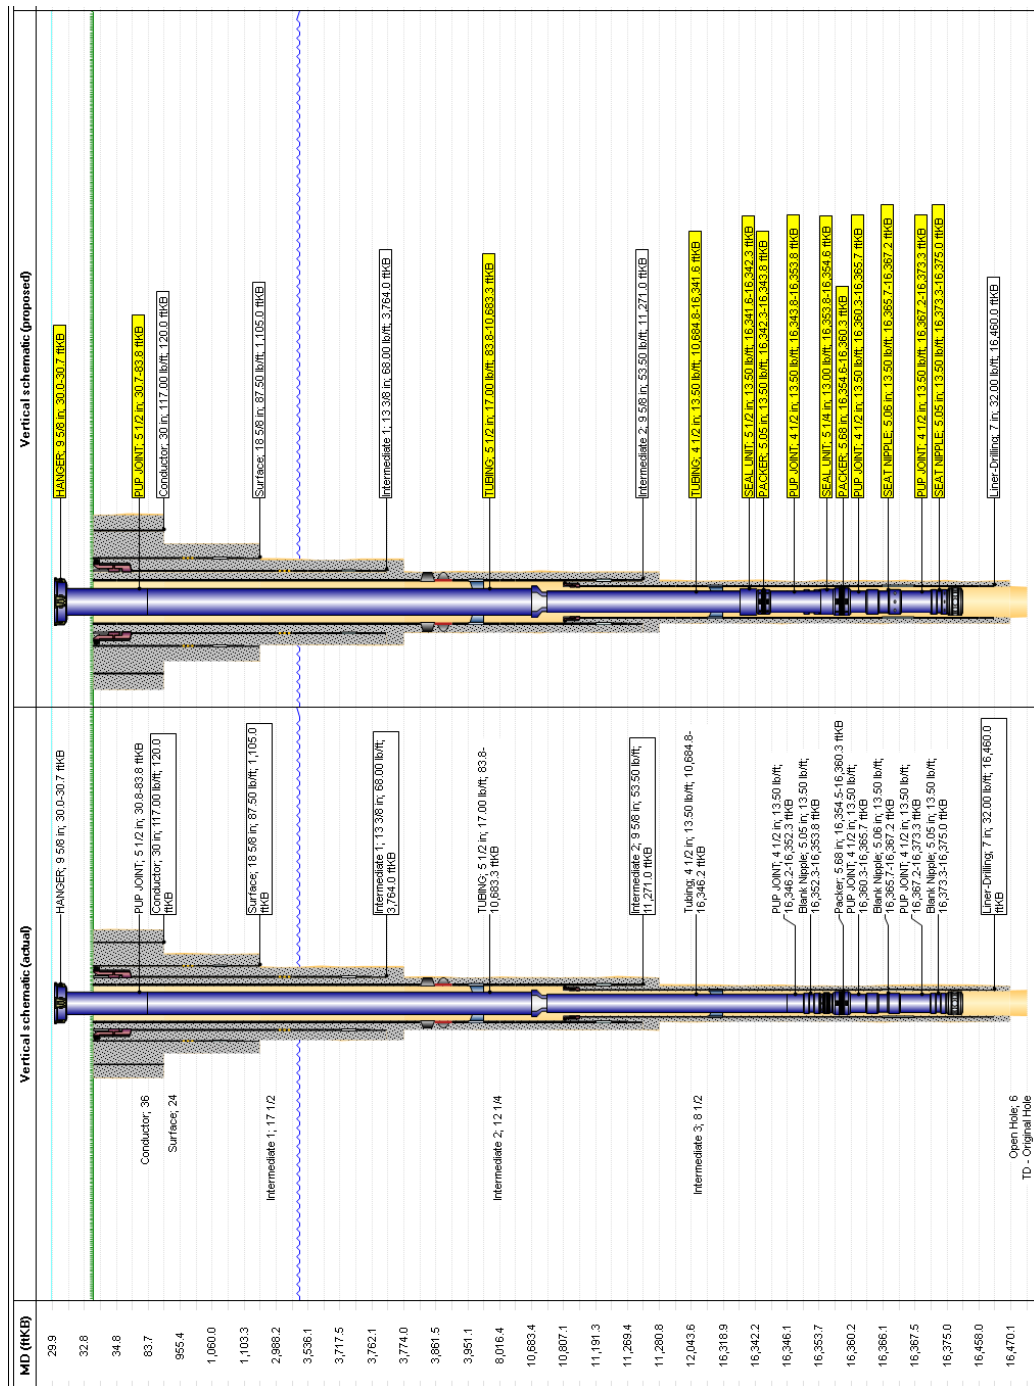 MD (ftKB)
Vertical schematic (actual)
Vertical schematic (proposed)
29.9
32.8
34.8
83.7
955.4
1,060.0
1,103.3
2,988.2
3,536.1
3,717.5
3,762.1
3,774.0
3,861.5
3,951.1
8,016.4
10,683.4
10,807.1
11,191.3
11,269.4
11,280.8
12,043.6
16,318.9
16,342.2
16,346.1
16,353.7
16,360.2
16,366.1
16,367.5
16,375.0
16,458.0
16,470.1
Conductor; 36
Surface; 24
Intermediate 1; 17 1/2
Intermediate 2; 12 1/4
Intermediate 3; 8 1/2
Open Hole; 6
TD - Original Hole
HANGER; 9 5/8 in; 30.0-30.7 ftKB
PUP JOINT; 5 1/2 in; 30.8-83.8 ftKB
Conductor; 30 in; 117.00 lb/ft; 120.0
ftKB
Surface; 18 5/8 in; 87.50 lb/ft; 1,105.0
ftKB
Intermediate 1; 13 3/8 in; 68.00 lb/ft;
3,764.0 ftKB
TUBING; 5 1/2 in; 17.00 lb/ft; 83.8-
10,683.3 ftKB
Intermediate 2; 9 5/8 in; 53.50 lb/ft;
11,271.0 ftKB
Tubing; 4 1/2 in; 13.50 lb/ft; 10,684.8-
16,346.2 ftKB
PUP JOINT; 4 1/2 in; 13.50 lb/ft;
16,346.2-16,352.3 ftKB
Blank Nipple; 5.05 in; 13.50 lb/ft;
16,352.3-16,353.8 ftKB
Packer; 5.68 in; 16,354.5-16,360.3 ftKB
PUP JOINT; 4 1/2 in; 13.50 lb/ft;
16,360.3-16,365.7 ftKB
Blank Nipple; 5.06 in; 13.50 lb/ft;
16,365.7-16,367.2 ftKB
PUP JOINT; 4 1/2 in; 13.50 lb/ft;
16,367.2-16,373.3 ftKB
Blank Nipple; 5.05 in; 13.50 lb/ft;
16,373.3-16,375.0 ftKB
Liner-Drilling; 7 in; 32.00 lb/ft; 16,460.0
ftKB
HANGER; 9 5/8 in; 30.0-30.7 ftKB
PUP JOINT; 5 1/2 in; 30.7-83.8 ftKB
Conductor; 30 in; 117.00 lb/ft; 120.0 ftKB
Surface; 18 5/8 in; 87.50 lb/ft; 1,105.0 ftKB
Intermediate 1; 13 3/8 in; 68.00 lb/ft; 3,764.0 ftKB
TUBING; 5 1/2 in; 17.00 lb/ft; 83.8-10,683.3 ftKB
Intermediate 2; 9 5/8 in; 53.50 lb/ft; 11,271.0 ftKB
TUBING; 4 1/2 in; 13.50 lb/ft; 10,684.8-16,341.6 ftKB
SEAL UNIT; 5 1/2 in; 13.50 lb/ft; 16,341.6-16,342.3 ftKB
PACKER; 5.05 in; 13.50 lb/ft; 16,342.3-16,343.8 ftKB
PUP JOINT; 4 1/2 in; 13.50 lb/ft; 16,343.8-16,353.8 ftKB
SEAL UNIT; 5 1/2 in; 13.00 lb/ft; 16,353.8-16,354.6 ftKB
PACKER; 5.68 in; 16,354.6-16,360.3 ftKB
PUP JOINT; 4 1/2 in; 13.50 lb/ft; 16,360.3-16,365.7 ftKB
SEAT NIPPLE; 5.06 in; 13.50 lb/ft; 16,365.7-16,367.2 ftKB
PUP JOINT; 4 1/2 in; 13.50 lb/ft; 16,367.2-16,373.3 ftKB
SEAT NIPPLE; 5.05 in; 13.50 lb/ft; 16,373.3-16,375.0 ftKB
Liner-Drilling; 7 in; 32.00 lb/ft; 16,460.0 ftKB